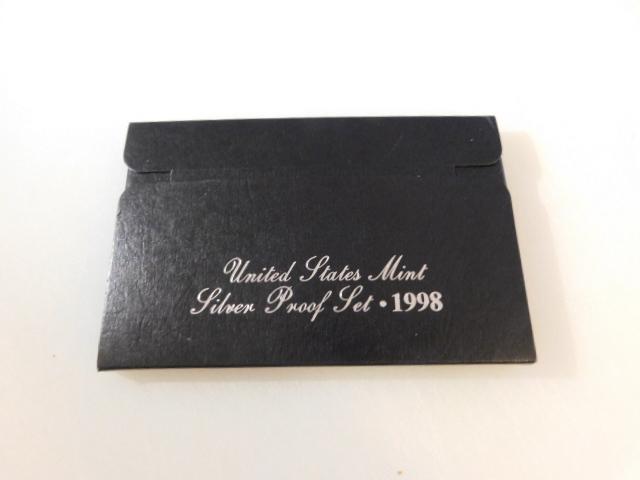 United States Mint
Silver Proof Set • 1998